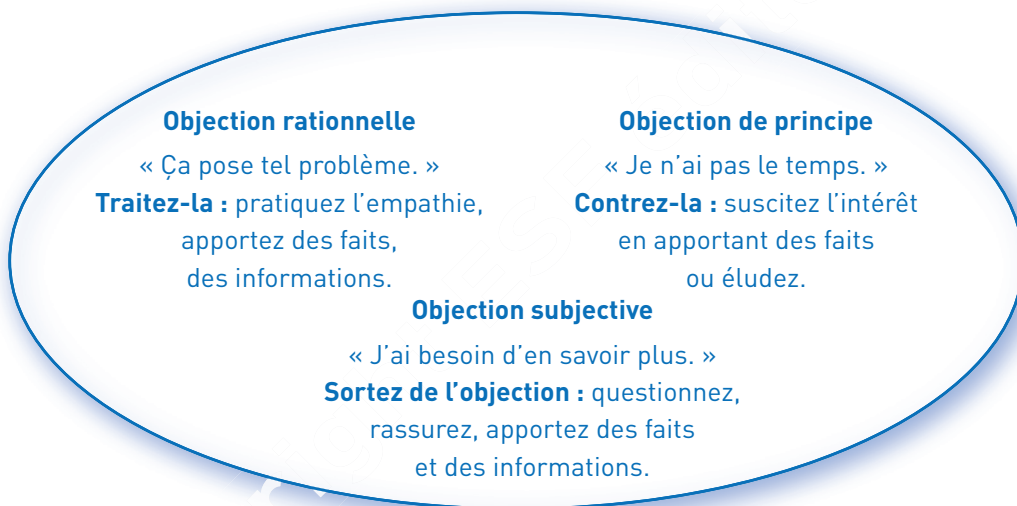 Objection rationnelle
« Ça pose tel problème. »
Traitez-la : pratiquez l’empathie,
apportez des faits,
des informations.
Objection de principe
« Je n’ai pas le temps. »
Contrez-la : suscitez l’intérêt
en apportant des faits
ou éludez.
Objection subjective
« J’ai besoin d’en savoir plus. »
Sortez de l’objection : questionnez,
rassurez, apportez des faits
et des informations.